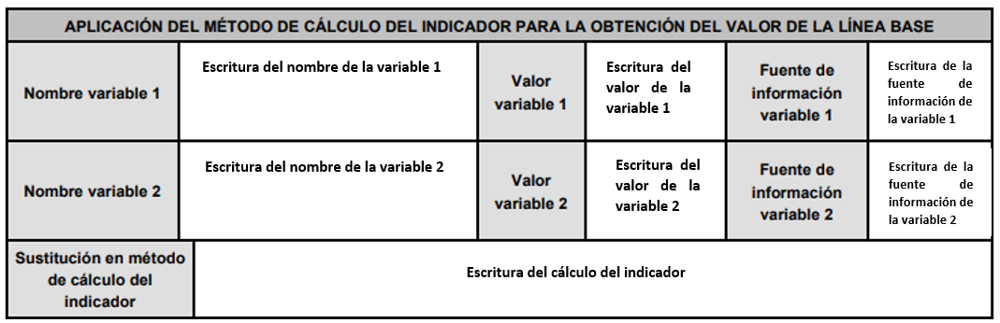 APLICACIÓN DEL MÉTODO DE CÁLCULO DEL INDICADOR PARA LA OBTENCIÓN DEL VALOR DE LA LÍNEA BASE
Nombre variable 1
Escritura del nombre de la variable 1
Valor
variable 1
Escritura del
valor de la
variable 1
Fuente de
información
variable 1
Escritura de la
fuente de
información de
la variable 1
Nombre variable 2
Escritura del nombre de la variable 2
Valor
variable 2
Escritura del
valor de la
variable 2
Fuente de
información
variable 2
Escritura de la
fuente de
información de
la variable 2
Sustitución en método
de cálculo del
indicador
Escritura del cálculo del indicador